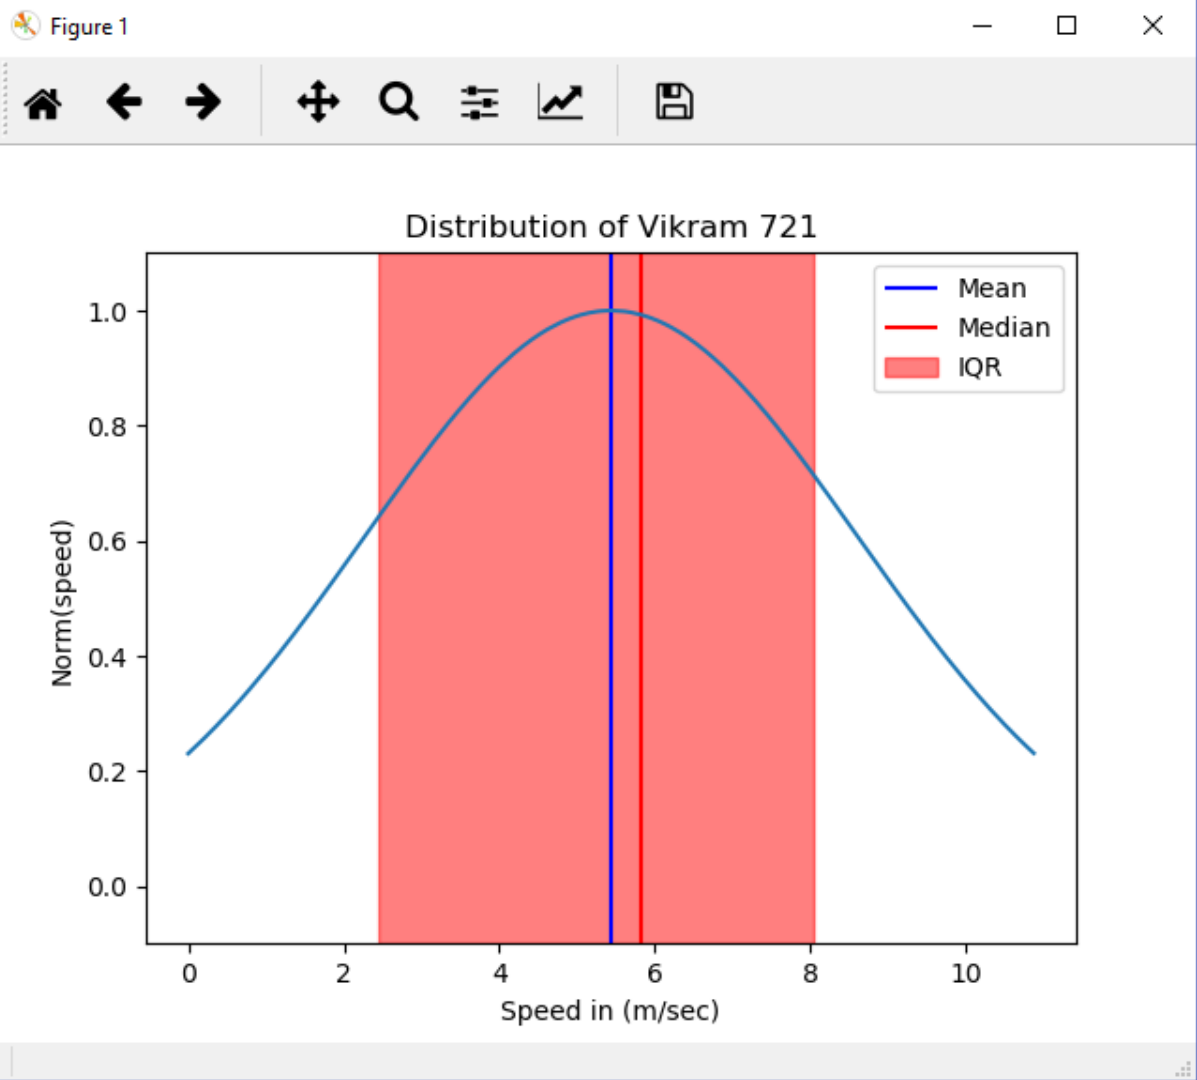 Figure 1
Distribution of Vikram 721
Mean
Median
IQR
1.0
0.8
0.6
0.4
0.2
0.0
Norm(speed)
0 2 4 6 8 10
Speed in (m/sec)